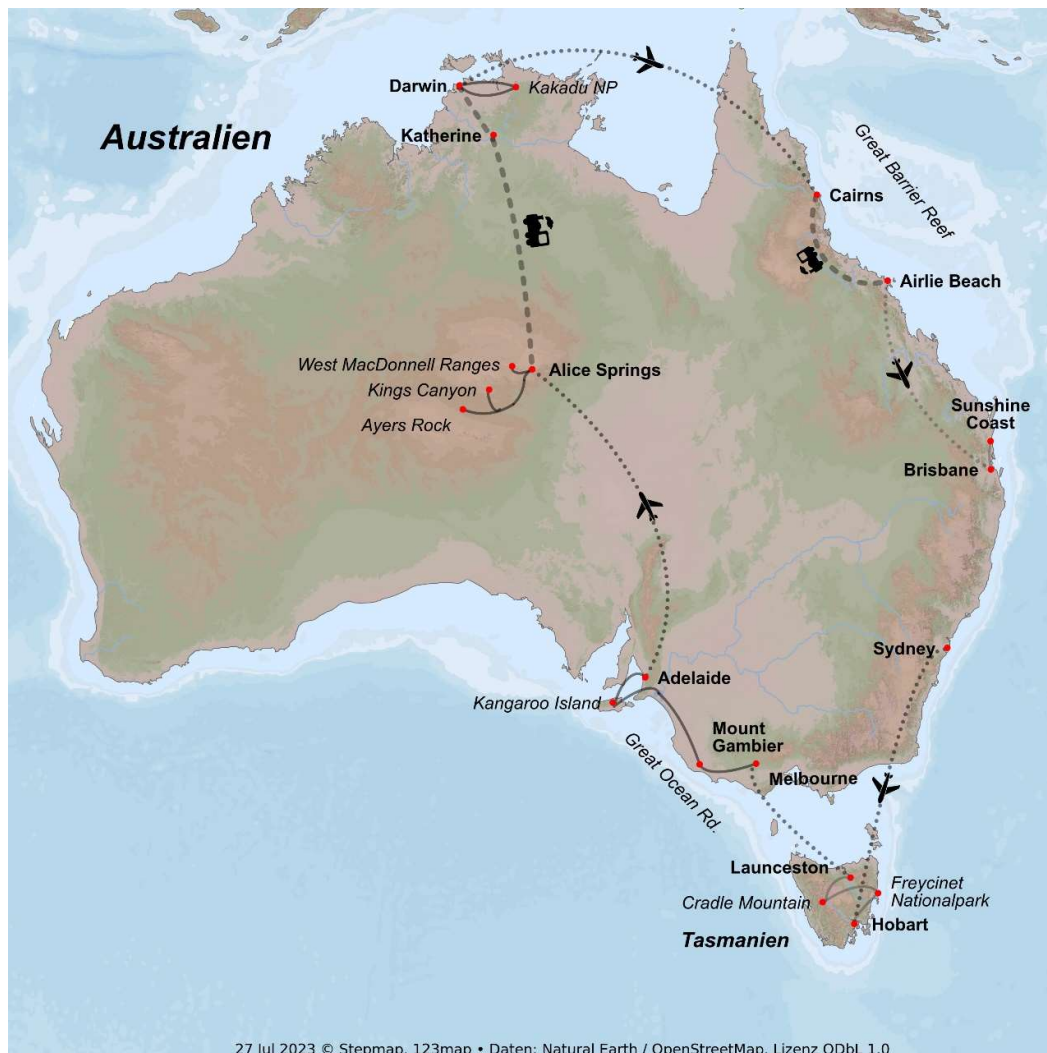 Darwin
Kakadu NP
Australien
Katherine
Great Barrier Reef
Cairns
Airlie Beach
West MacDonnell Ranges
Alice Springs
Kings Canyon
Ayers Rock
Sunshine
Coast
Brisbane
Sydney
Adelaide
Kangaroo Island
Mount
Gambier
Great Ocean Rd.
Melbourne
Launceston
Freycinet
Nationalpark
Cradle Mountain
Hobart
Tasmanien
27 Jul 2023 © Stepmap, 123map • Daten: Natural Earth / OpenStreetMap, Lizenz ODbL 1.0